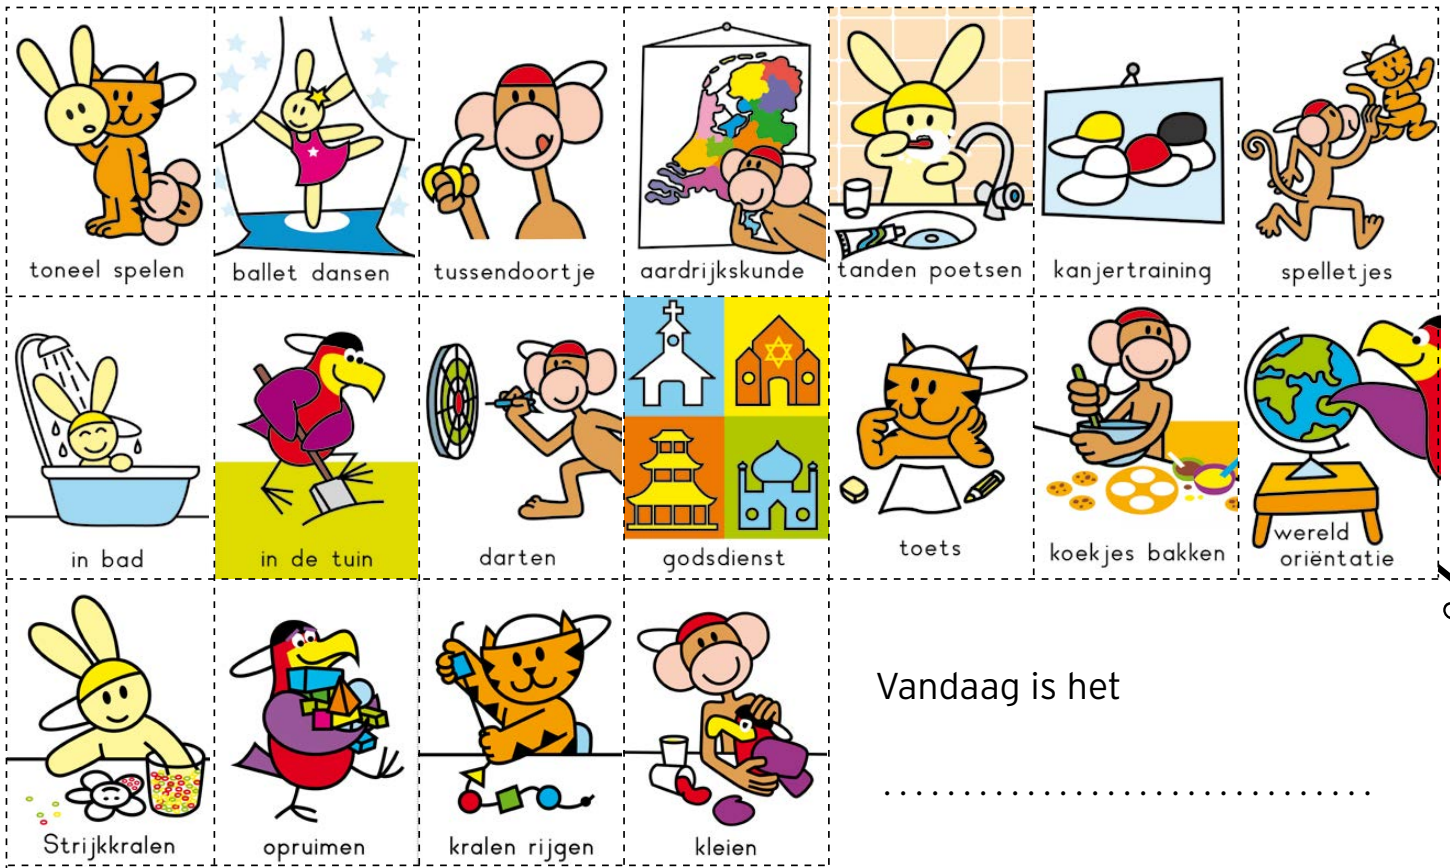 toneel spelen
ballet dansen
tussendoortje
aardrijkskunde
tanden poetsen
kanjertraining
spelletjes
in bad
in de tuin
darten
godsdienst
toets
koekjes bakken
wereld
oriëntatie
Strijkkralen
opruimen
kralen rijgen
kleien
Vandaag is het